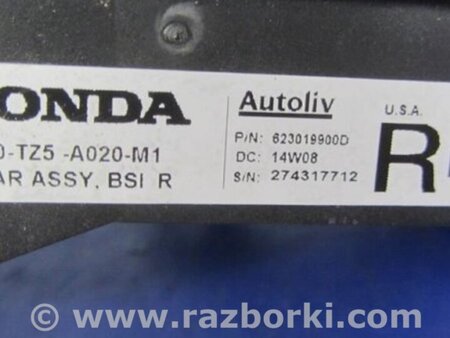 ONDA
0-TZ5 -A020-M1
AR ASSY, BSI R
Autoliv
P/N: 623019900D
DC: 14W08
S/N: 274317712
U.S.A.
R
© www.razborki.com